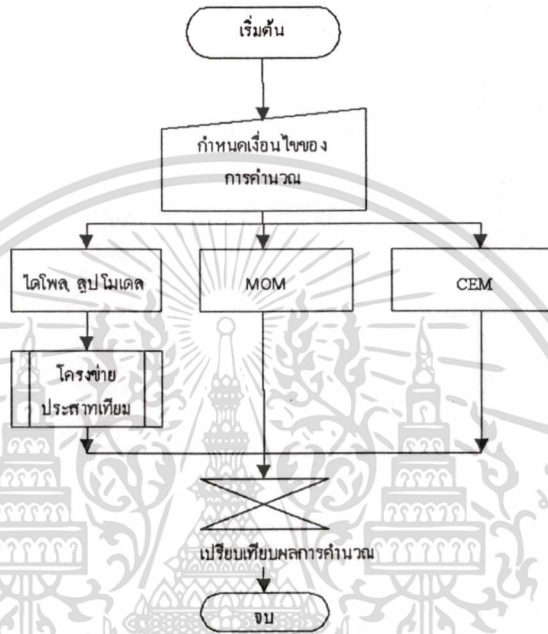 เริ่มต้น
กำหนดเงื่อนไขของ
การคำนวณ
ไดโพล, ลูปโมเดล
MOM
CEM
โครงข่าย
ประสาทเทียม
เปรียบเทียบผลการคำนวณ
จบ